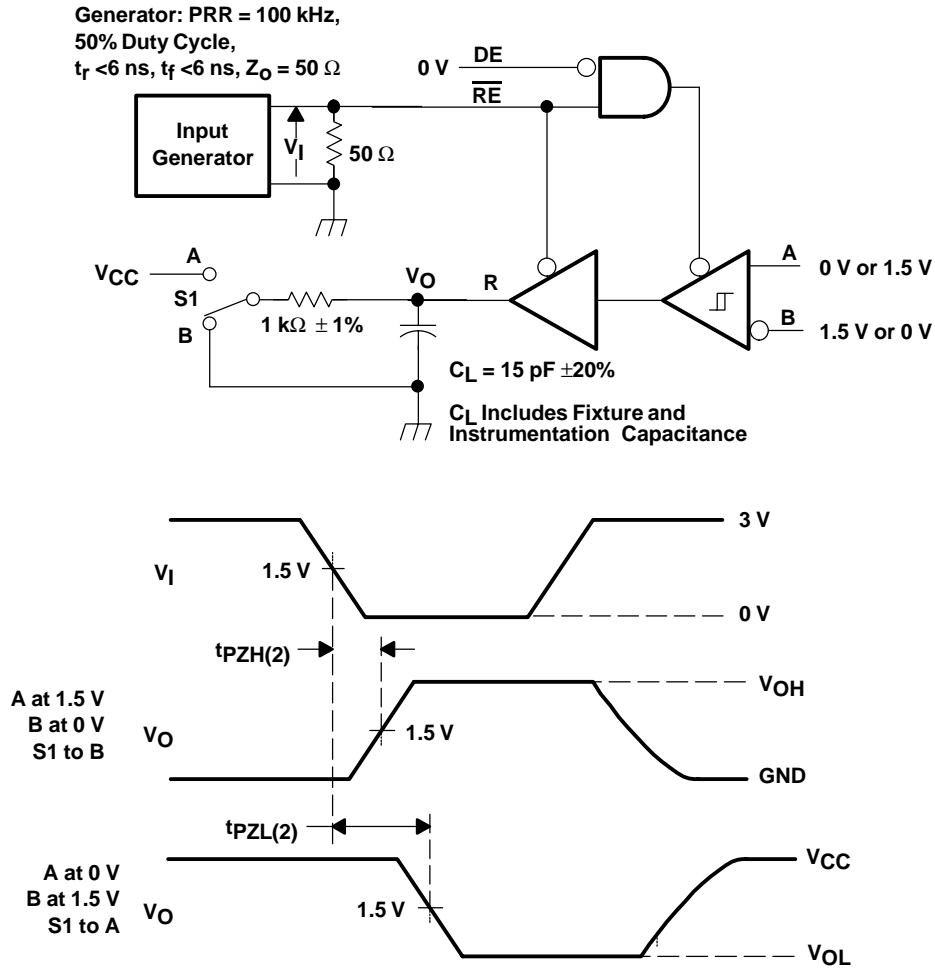 Generator: PRR = 100 kHz,
50% Duty Cycle,
tr <6 ns, tf <6 ns, Zo = 50 Ω
0 V
DE
RE
Input
Generator
VI
50 Ω
VCC
A
S1
B
1 kΩ ± 1%
VO
R
A
0 V or 1.5 V
B
1.5 V or 0 V
CL = 15 pF ±20%
CL Includes Fixture and
Instrumentation Capacitance
VI
1.5 V
3 V
0 V
tPZH(2)
A at 1.5 V
B at 0 V
S1 to B
VO
1.5 V
VOH
GND
tPZL(2)
A at 0 V
B at 1.5 V
S1 to A
VO
1.5 V
VCC
VOL